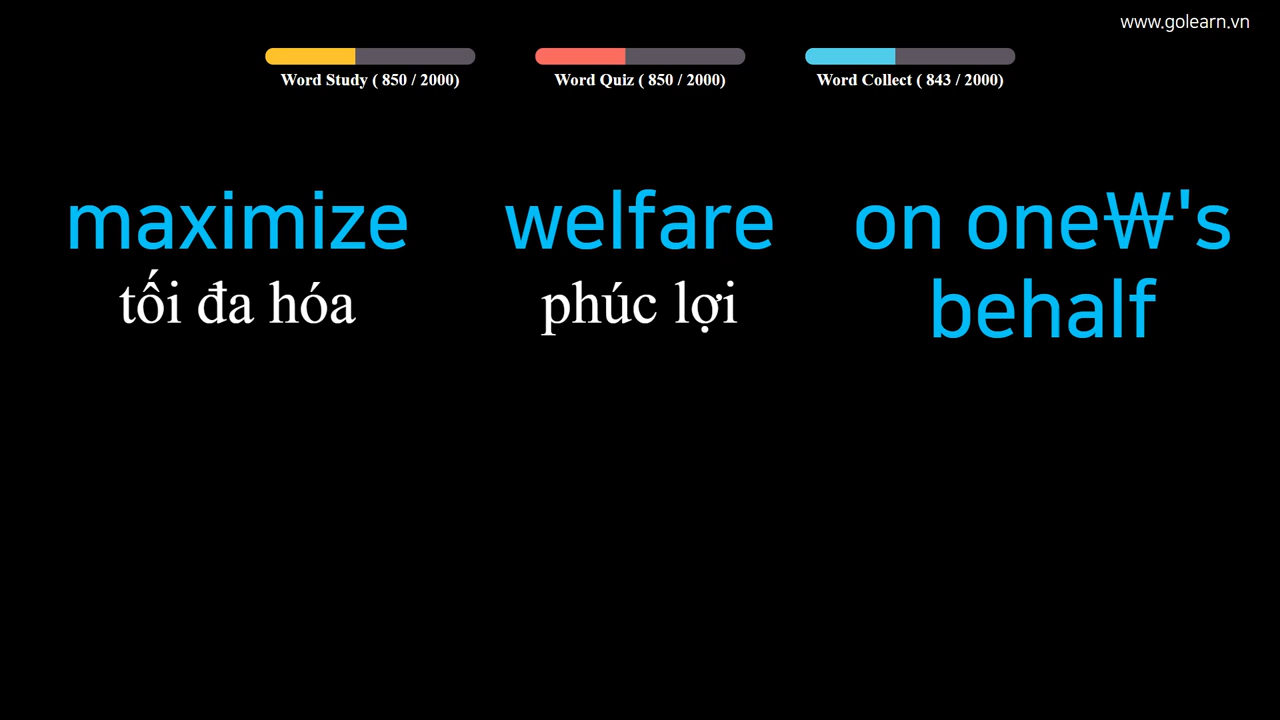 www.golearn.vn
Word Study ( 850 / 2000)
Word Quiz ( 850 / 2000)
Word Collect ( 843 / 2000)
maximize
tối đa hóa
welfare
phúc lợi
on one₩'s
behalf